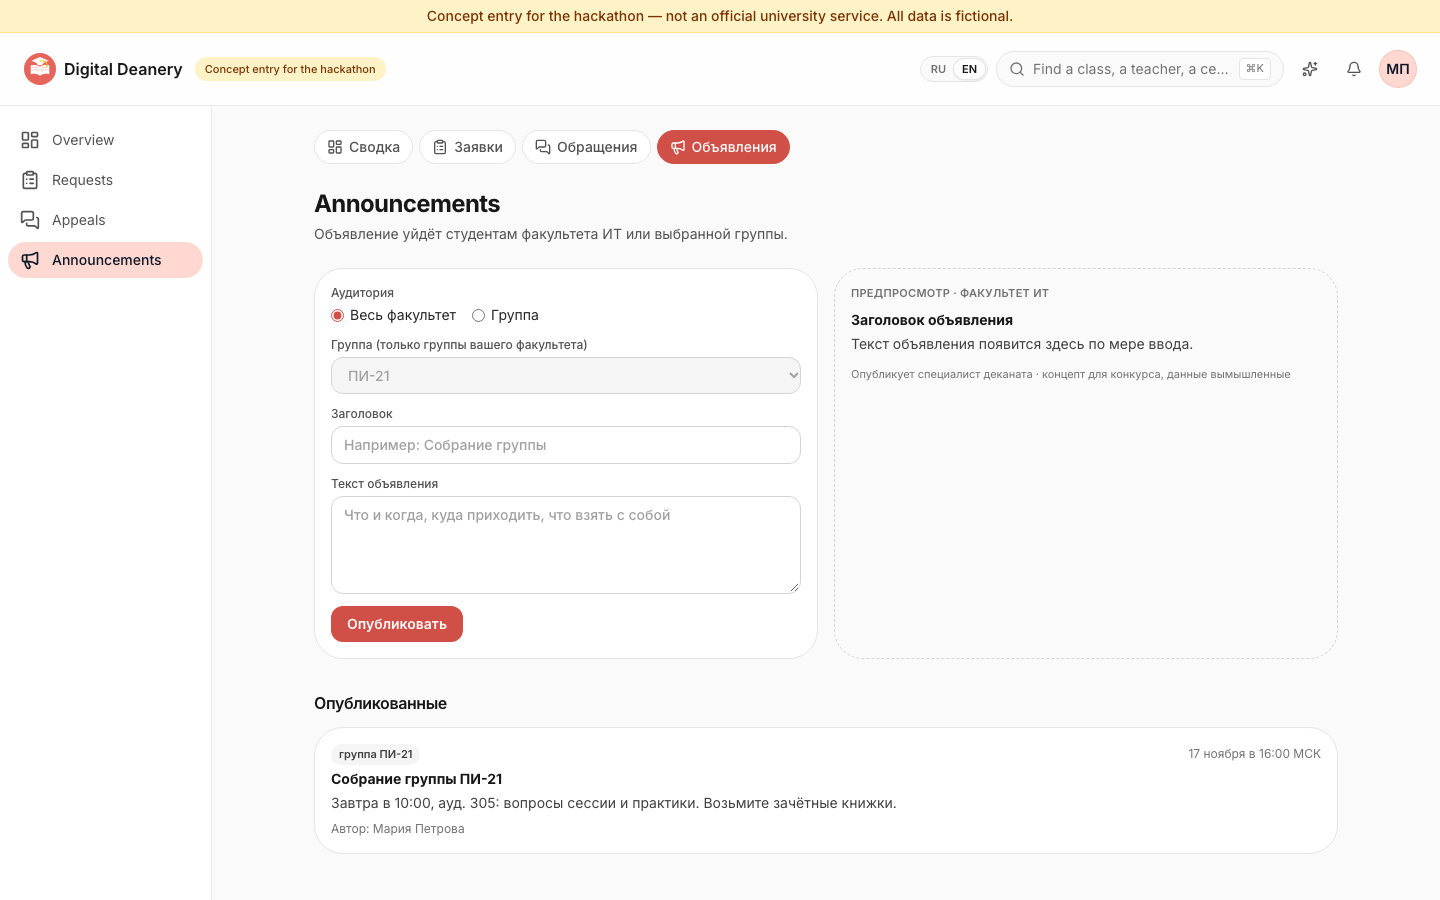 Concept entry for the hackathon — not an official university service. All data is fictional.
Digital Deanery
Concept entry for the hackathon
RU
EN
Find a class, a teacher, a ce...
⌘K
МП
Overview
Requests
Appeals
Announcements
Сводка
Заявки
Обращения
Объявления
Announcements
Объявление уйдёт студентам факультета ИТ или выбранной группы.
Аудитория
Весь факультет
Группа
Группа (только группы вашего факультета)
ПИ-21
Заголовок
Например: Собрание группы
Текст объявления
Что и когда, куда приходить, что взять с собой
Опубликовать
ПРЕДПРОСМОТР · ФАКУЛЬТЕТ ИТ
Заголовок объявления
Текст объявления появится здесь по мере ввода.
Опубликует специалист деканата · концепт для конкурса, данные вымышленные
Опубликованные
группа ПИ-21
17 ноября в 16:00 МСК
Собрание группы ПИ-21
Завтра в 10:00, ауд. 305: вопросы сессии и практики. Возьмите зачётные книжки.
Автор: Мария Петрова